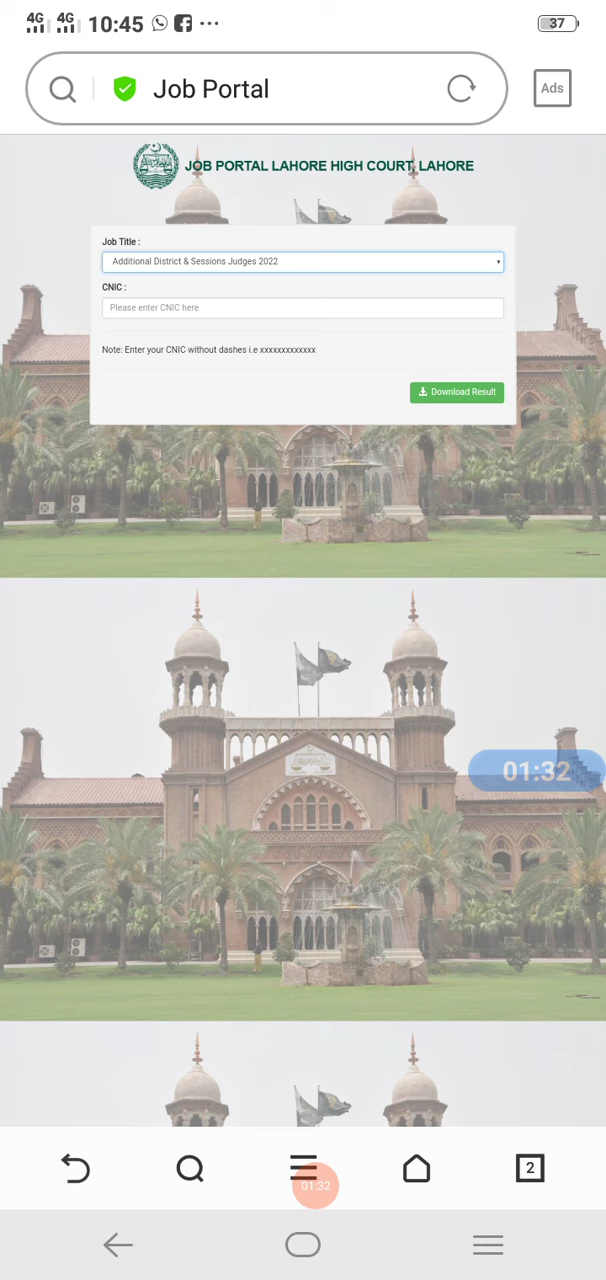 4G 4G 10:45 ... 37
Job Portal
Ads
JOB PORTAL LAHORE HIGH COURT, LAHORE
Job Title :
Additional District & Sessions Judges 2022
CNIC :
Please enter CNIC here
Note: Enter your CNIC without dashes i.e xxxxxxxxxxxxx
Download Result
01:32
2
01:32